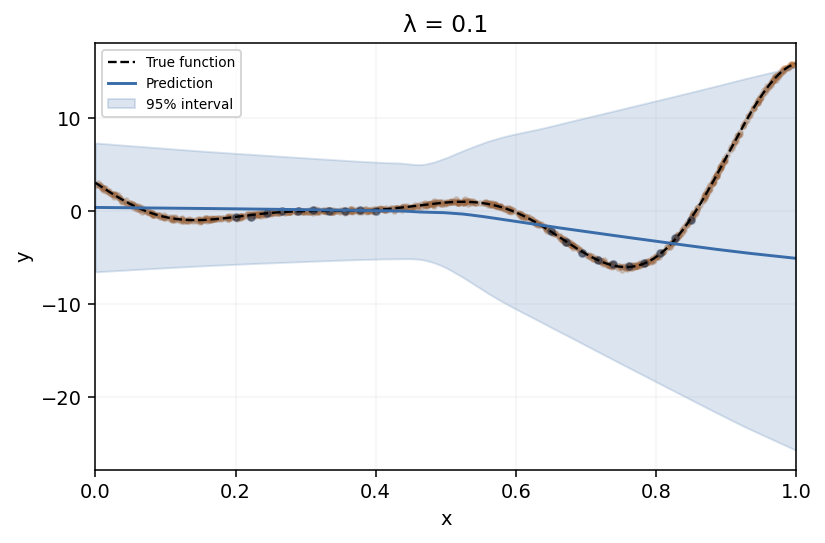 λ = 0.1
True function
Prediction
95% interval
10
0
−10
−20
y
0.0 0.2 0.4 0.6 0.8 1.0
x